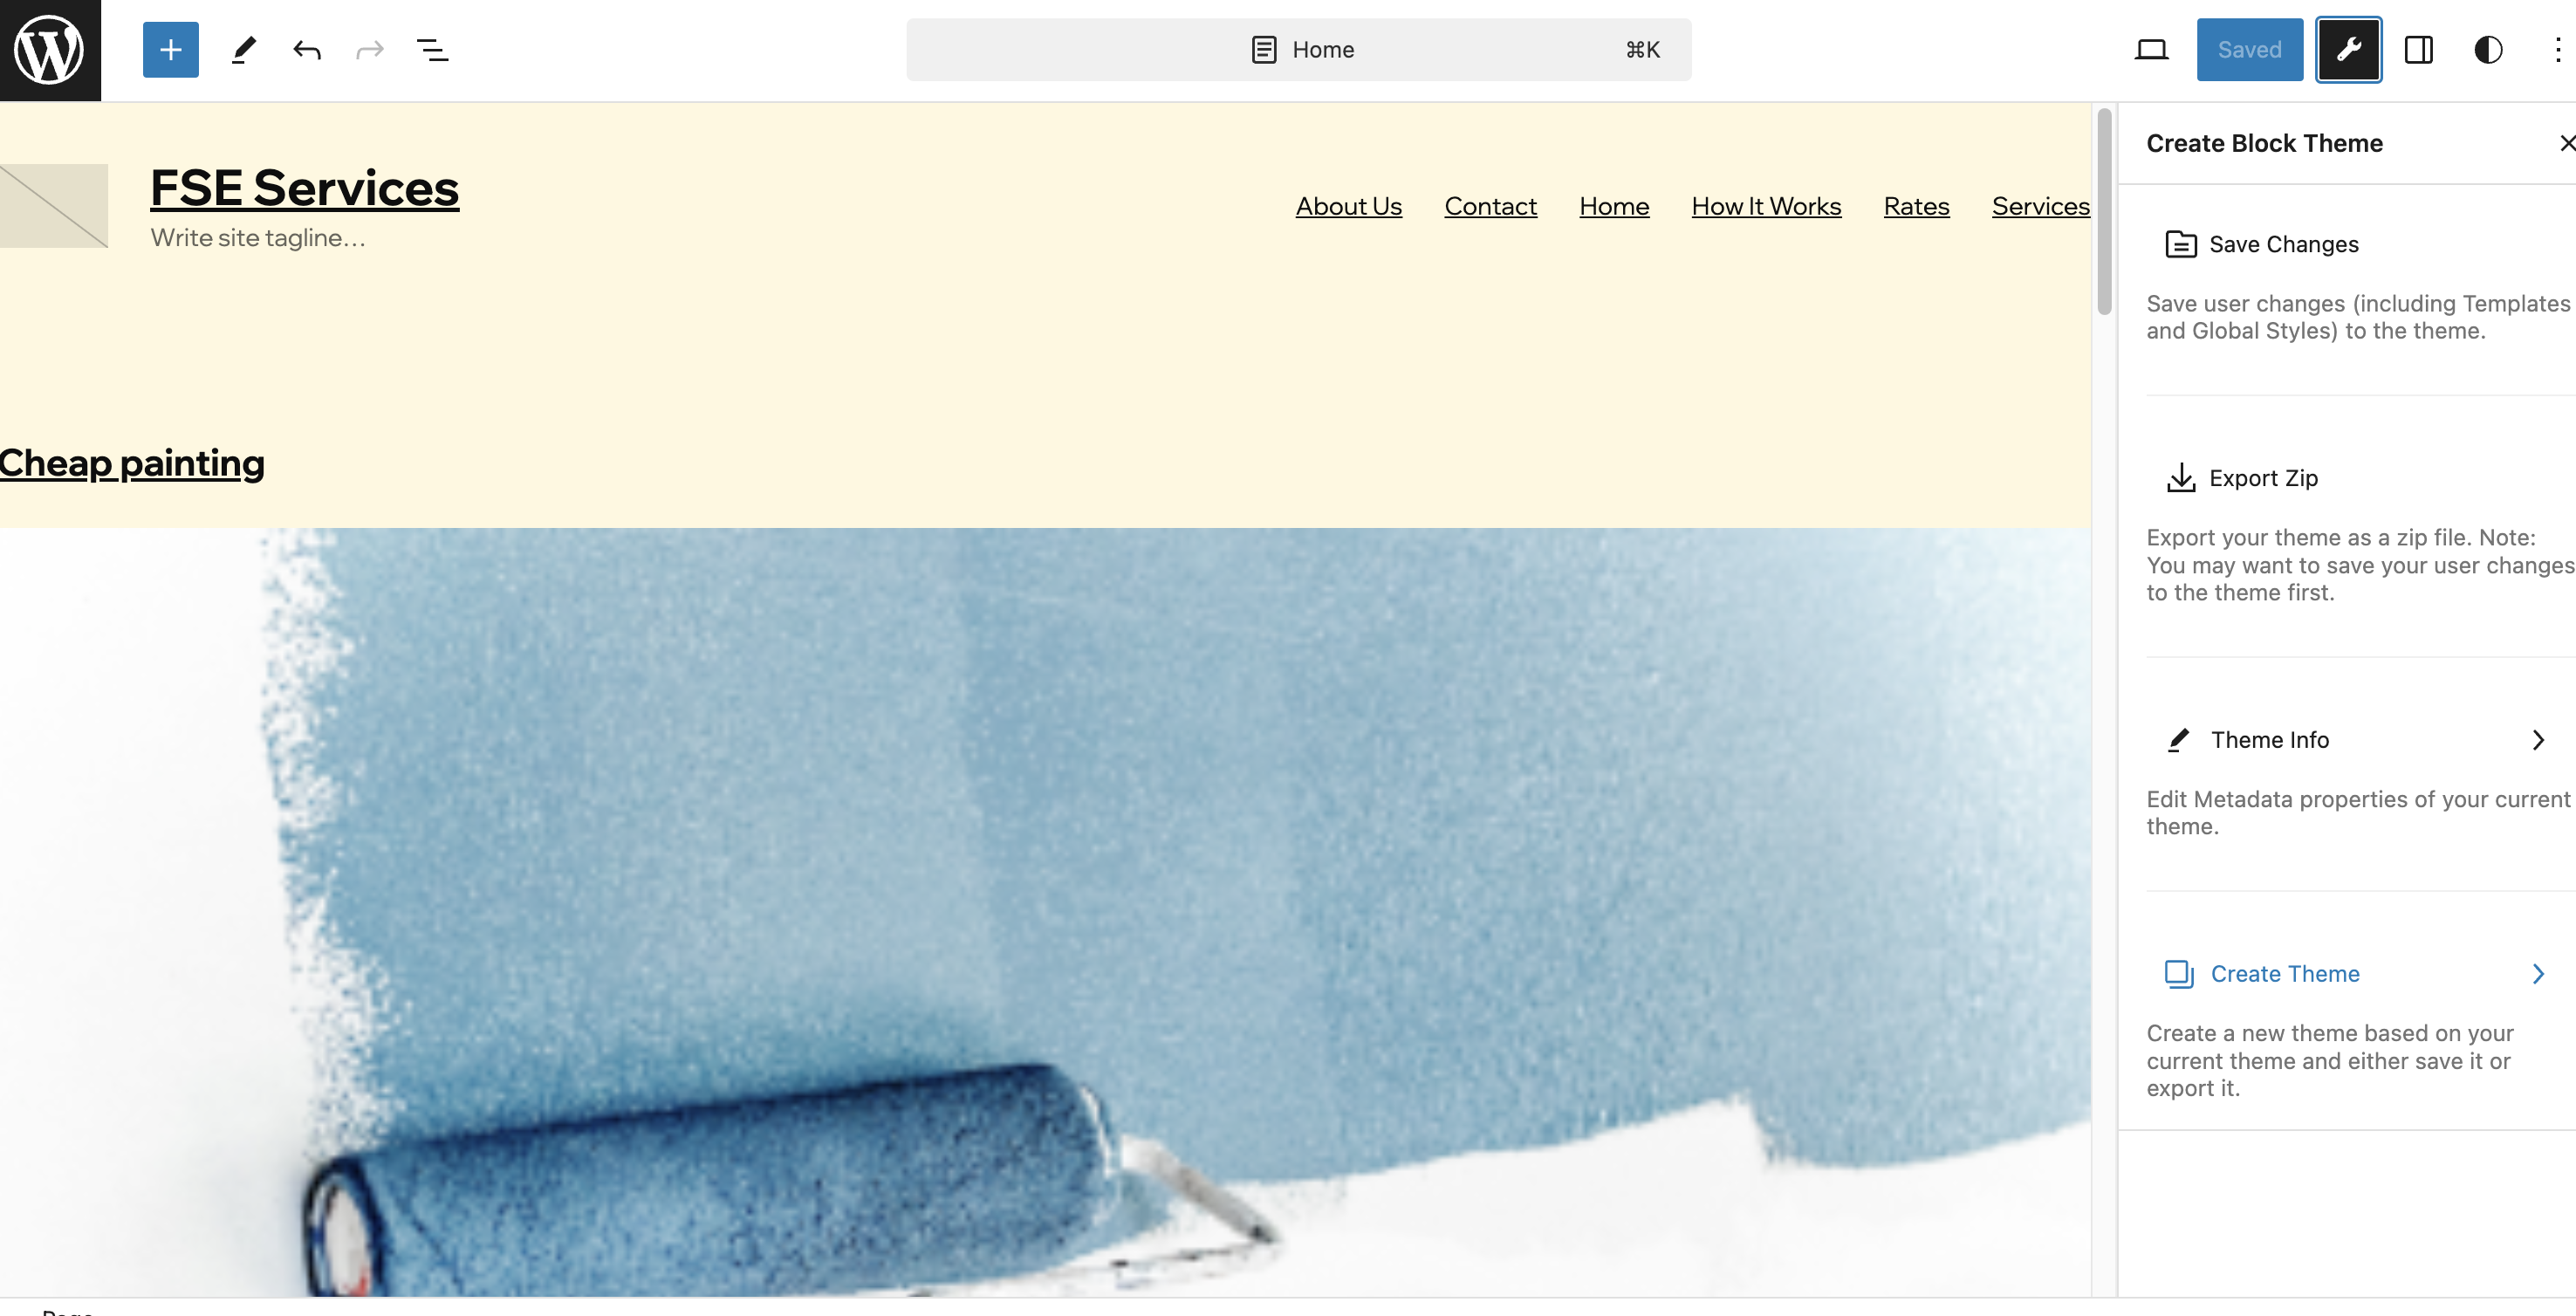 Home ⌘K
Saved
FSE Services
Write site tagline...
About Us Contact Home How It Works Rates Services
Cheap painting
Create Block Theme
Save Changes
Save user changes (including Templates
and Global Styles) to the theme.
Export Zip
Export your theme as a zip file. Note:
You may want to save your user changes
to the theme first.
Theme Info
Edit Metadata properties of your current
theme.
Create Theme
Create a new theme based on your
current theme and either save it or
export it.